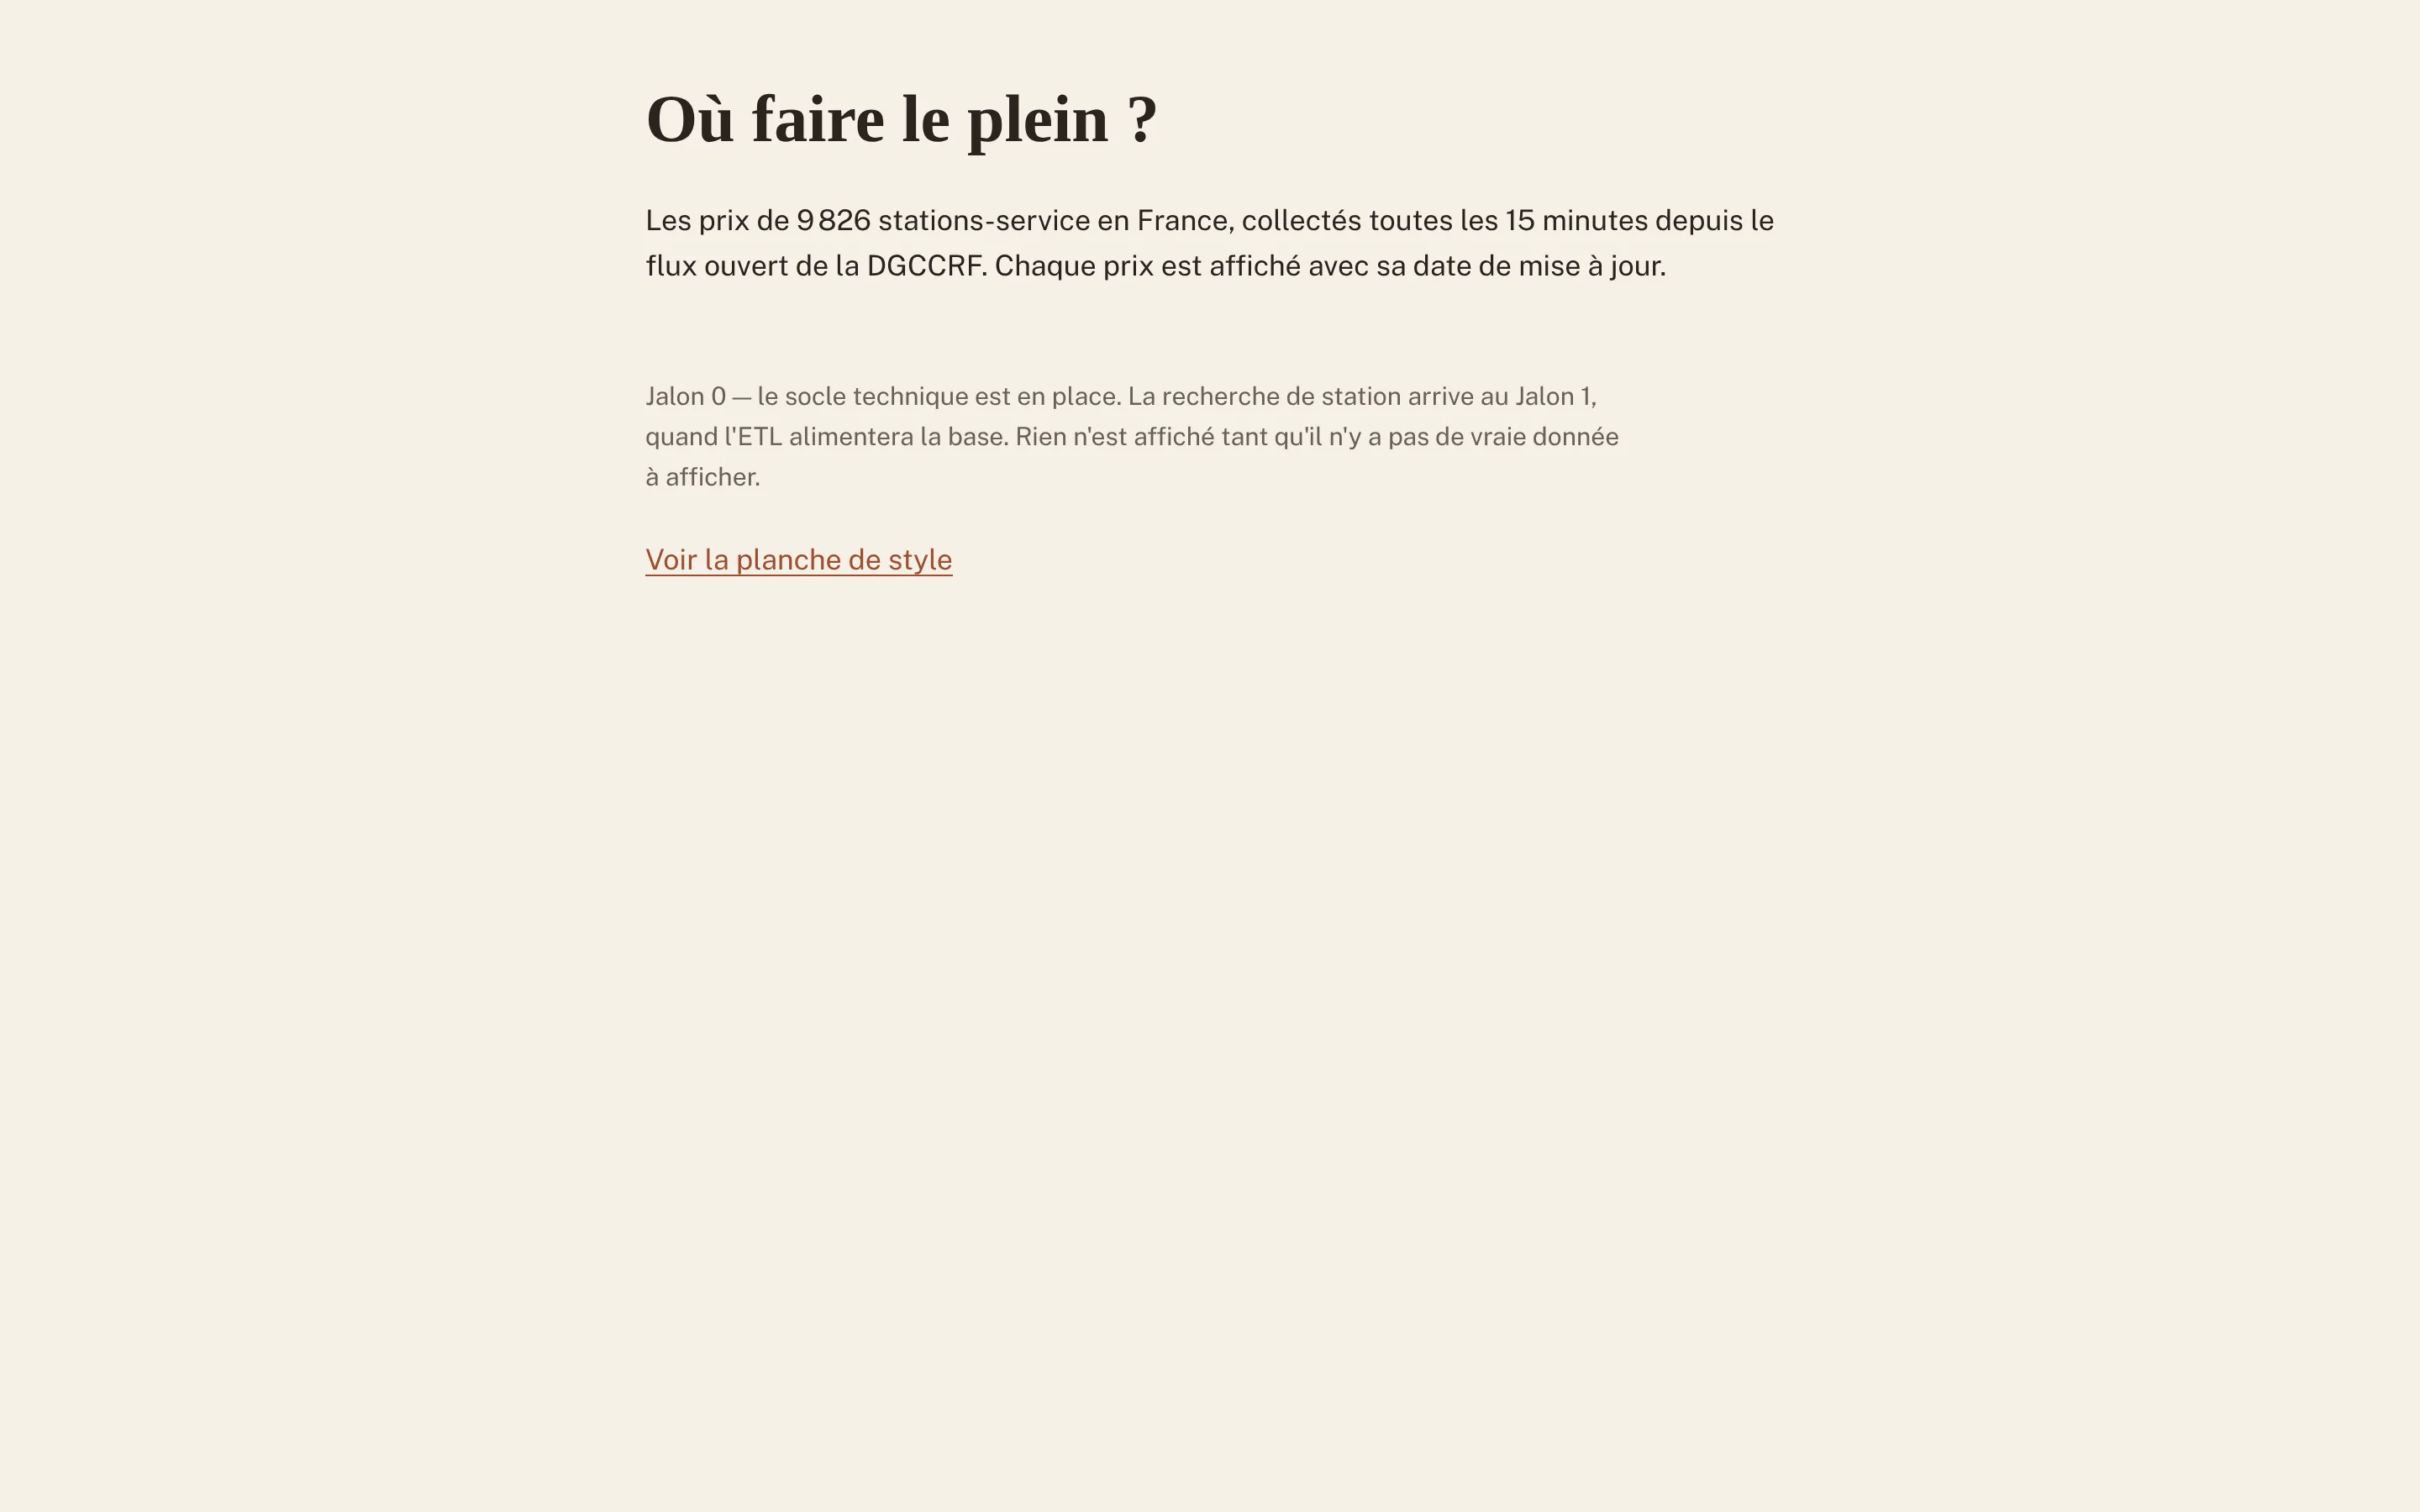 Où faire le plein ?
Les prix de 9 826 stations-service en France, collectés toutes les 15 minutes depuis le
flux ouvert de la DGCCRF. Chaque prix est affiché avec sa date de mise à jour.
Jalon 0 — le socle technique est en place. La recherche de station arrive au Jalon 1,
quand l'ETL alimentera la base. Rien n'est affiché tant qu'il n'y a pas de vraie donnée
à afficher.
Voir la planche de style